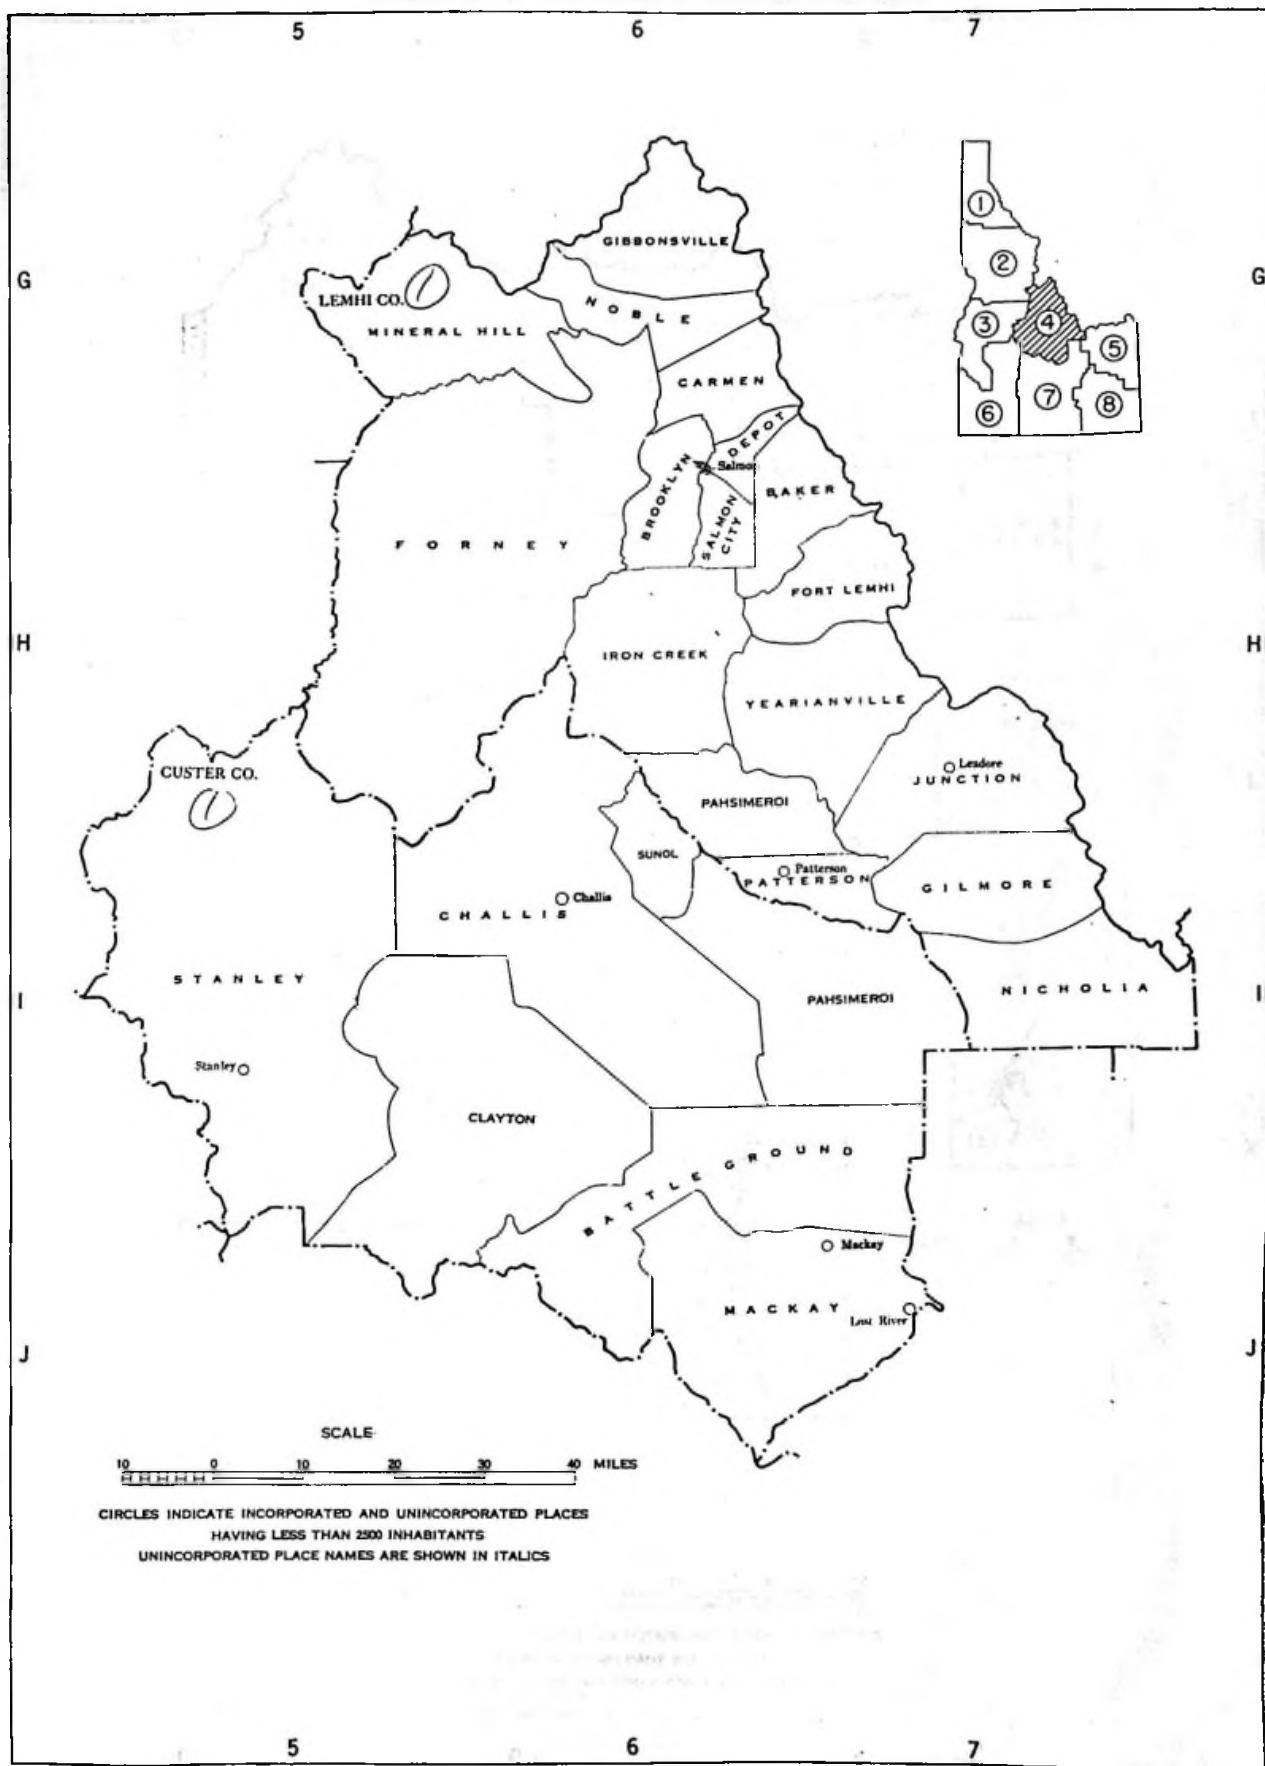 5 6 7
GIBBONSVILLE
G G
LEMHI CO. 1
NOBLE
MINERAL HILL
CARMEN
DEPOT
Salmo
BROOKLYN
BAKER
SALMON
CITY
FORNEY
FORT LEMHI
H H
IRON CREEK
YEARIANVILLE
CUSTER CO.
1
Leadore
JUNCTION
PAHSIMEROI
SUNOL
Patterson
PATTERSON
GILMORE
Challis
CHALLIS
STANLEY
NICHOLIA
PAHSIMEROI
I I
Stanley
CLAYTON
BATTLE GROUND
Mackay
MACKAY
Lost River
J J
1
2
3
4
5
6
7
8
SCALE
10 0 10 20 30 40 MILES
CIRCLES INDICATE INCORPORATED AND UNINCORPORATED PLACES
HAVING LESS THAN 2500 INHABITANTS
UNINCORPORATED PLACE NAMES ARE SHOWN IN ITALICS
5 6 7